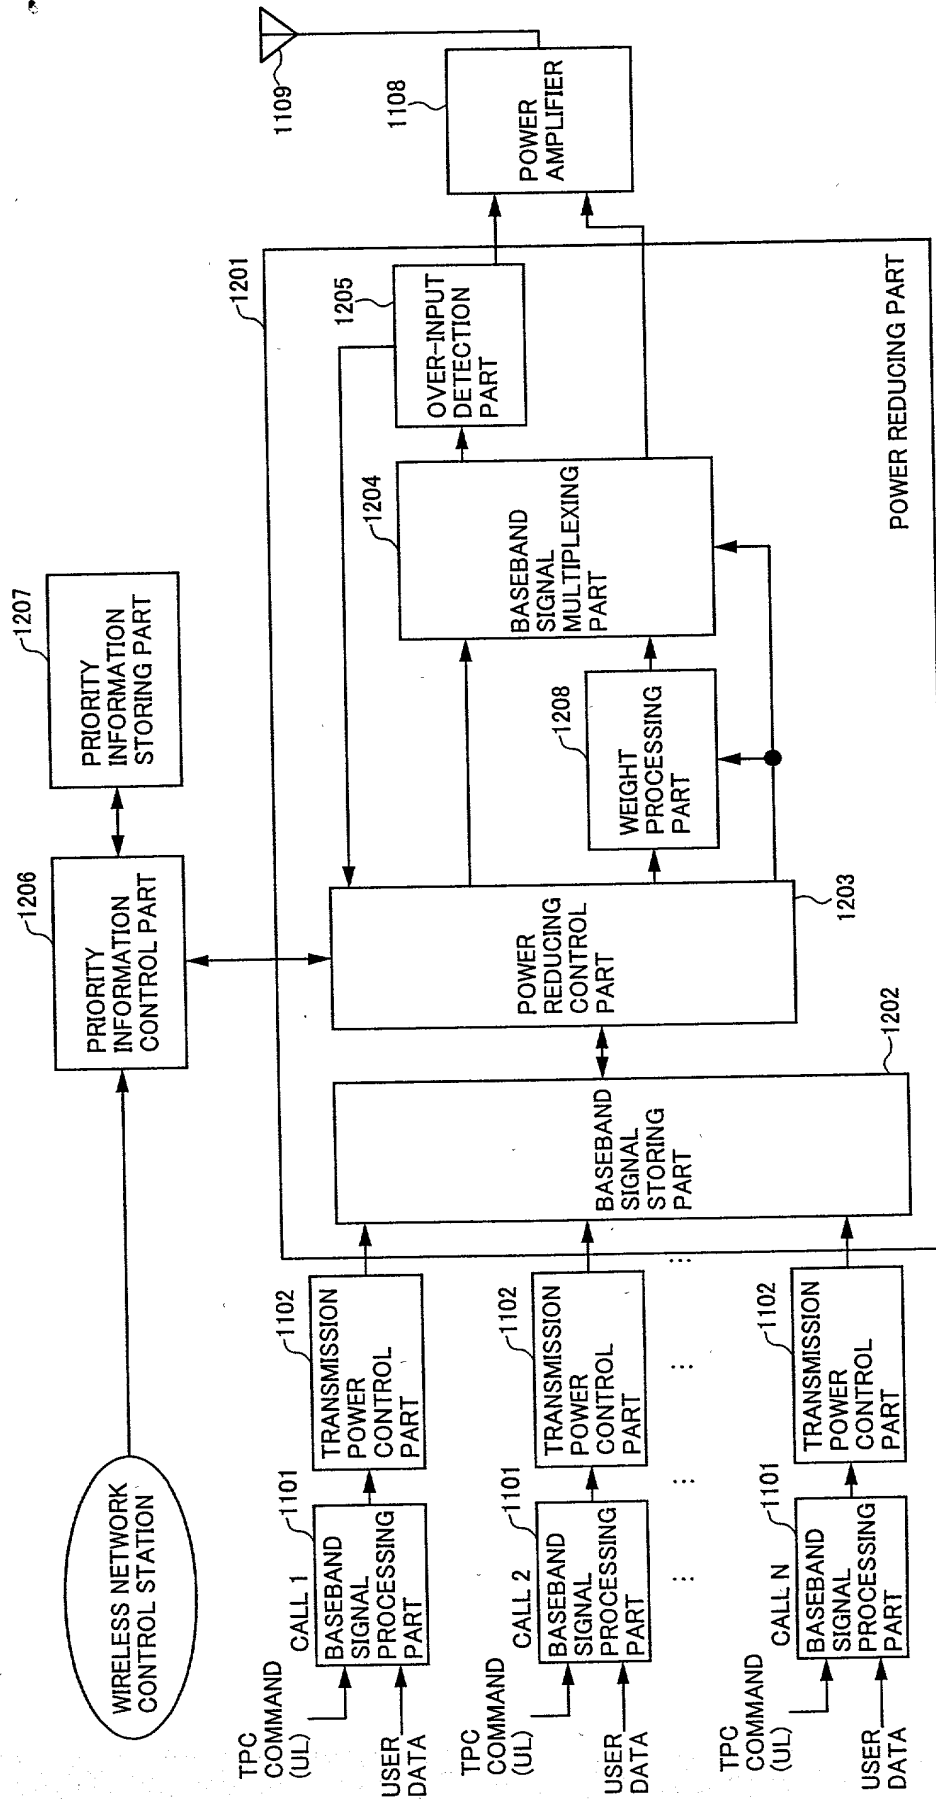 WIRELESS NETWORK
CONTROL STATION
1206
PRIORITY
INFORMATION
CONTROL PART
1207
PRIORITY
INFORMATION
STORING PART
1201
TPC
COMMAND
(UL)
USER
DATA
CALL 1
1101
BASEBAND
SIGNAL
PROCESSING
PART
1102
TRANSMISSION
POWER
CONTROL
PART
TPC
COMMAND
(UL)
USER
DATA
CALL 2
1101
BASEBAND
SIGNAL
PROCESSING
PART
1102
TRANSMISSION
POWER
CONTROL
PART
...
...
...
TPC
COMMAND
(UL)
USER
DATA
CALL N
1101
BASEBAND
SIGNAL
PROCESSING
PART
1102
TRANSMISSION
POWER
CONTROL
PART
BASEBAND
SIGNAL
STORING
PART
1202
POWER
REDUCING
CONTROL
PART
1203
WEIGHT
PROCESSING
PART
1208
1204
BASEBAND
SIGNAL
MULTIPLEXING
PART
1205
OVER-INPUT
DETECTION
PART
POWER REDUCING PART
1108
POWER
AMPLIFIER
1109